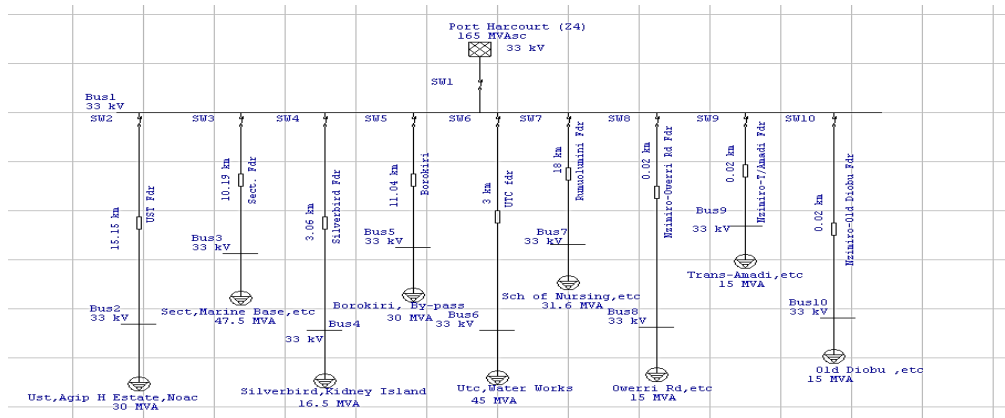 Port Harcourt (Z4)
165 MVAsc
33 kV
SW1
Bus1
33 kV
SW2
SW3
SW4
SW5
SW6
SW7
SW8
SW9
SW10
15.15 km
UST Fdr
10.19 km
Sect. Fdr
3.06 km
Silverbird Fdr
11.04 km
Borokiri
3 km
UTC fdr
18 km
Rumuolumini Fdr
0.02 km
Nzimiro-Owerri Rd Fdr
0.02 km
Nzimiro-T/Amadi Fdr
0.02 km
Nzimiro-Old Diobu Fdr
Bus3
33 kV
Bus5
33 kV
Bus7
33 kV
Bus9
33 kV
Trans-Amadi,etc
15 MVA
Sect,Marine Base,etc
47.5 MVA
Borokiri, By-pass
30 MVA
Sch of Nursing,etc
31.6 MVA
Bus2
33 kV
Bus4
33 kV
Bus6
33 kV
Bus8
33 kV
Bus10
33 kV
Ust,Agip H Estate,Noac
30 MVA
Silverbird,Kidney Island
16.5 MVA
Utc,Water Works
45 MVA
Owerri Rd,etc
15 MVA
Old Diobu ,etc
15 MVA